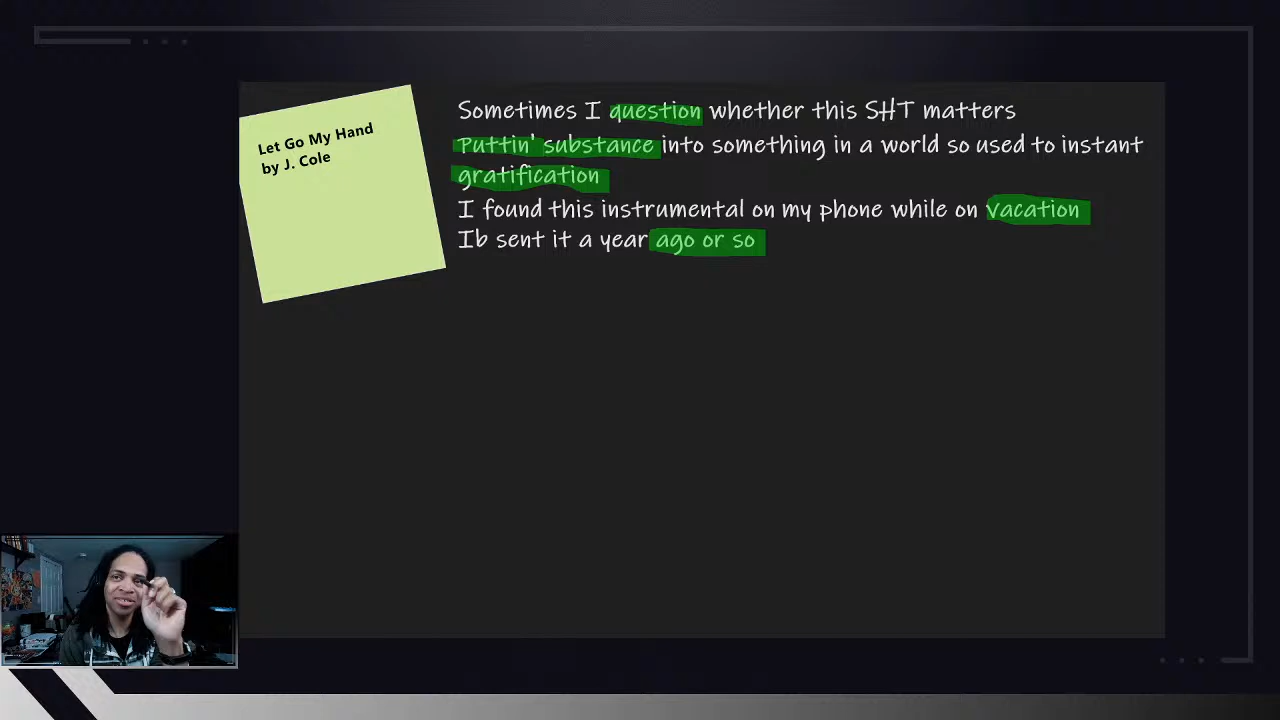 Let Go My Hand
by J. Cole
Sometimes I question whether this SHT matters
Puttin' substance into something in a world so used to instant
gratification
I found this instrumental on my phone while on vacation
Ib sent it a year ago or so